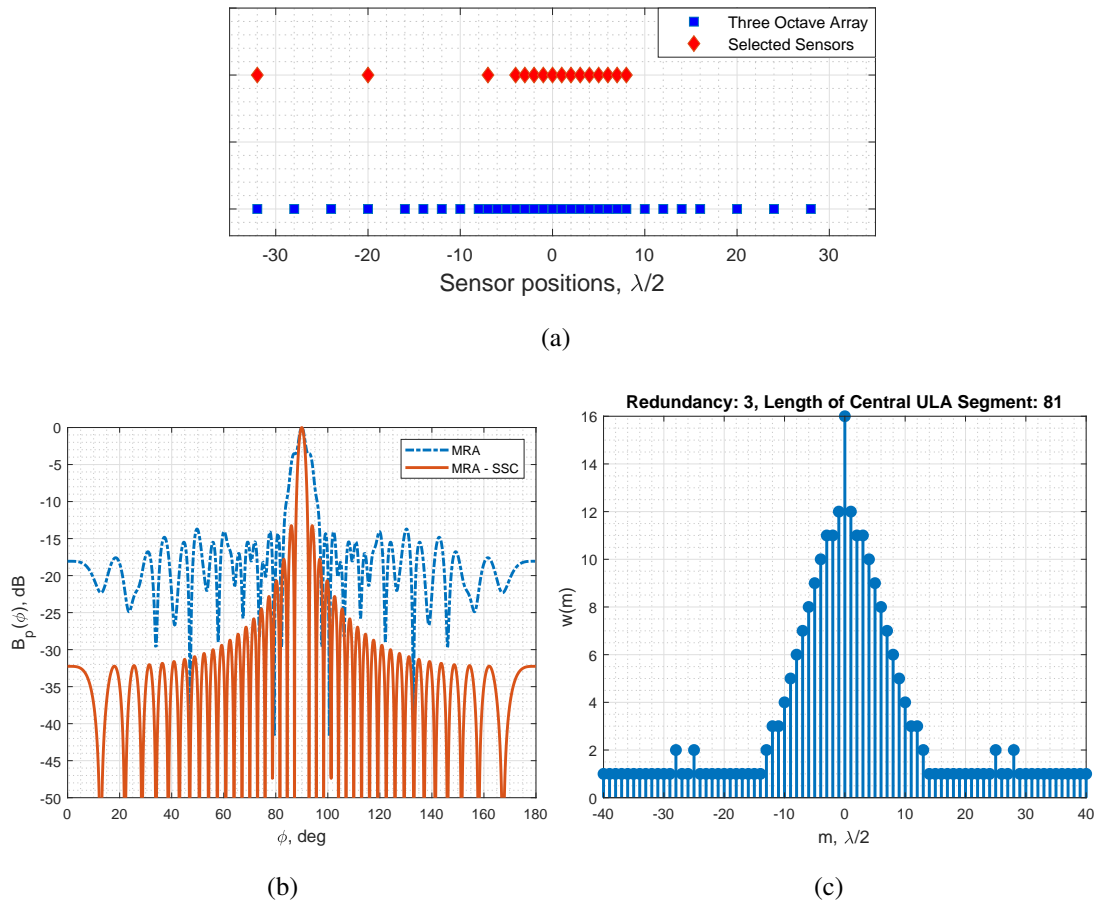 Three Octave Array
Selected Sensors
-30 -20 -10 0 10 20 30
Sensor positions, λ/2
(a)
0
-5
-10
-15
-20
-25
-30
-35
-40
-45
-50
B_p(ϕ), dB
MRA
MRA - SSC
0 20 40 60 80 100 120 140 160 180
ϕ, deg
(b)
Redundancy: 3, Length of Central ULA Segment: 81
16
14
12
10
8
6
4
2
0
w(m)
-40 -30 -20 -10 0 10 20 30 40
m, λ/2
(c)